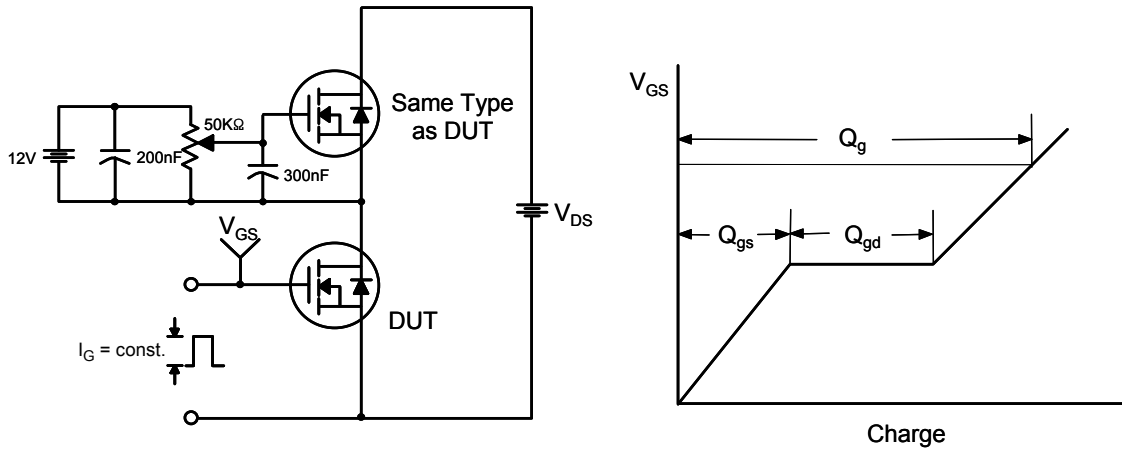 Same Type
as DUT
50KΩ
12V
200nF
300nF
V_DS
V_GS
DUT
I_G = const.
V_GS
Q_g
Q_gs
Q_gd
Charge